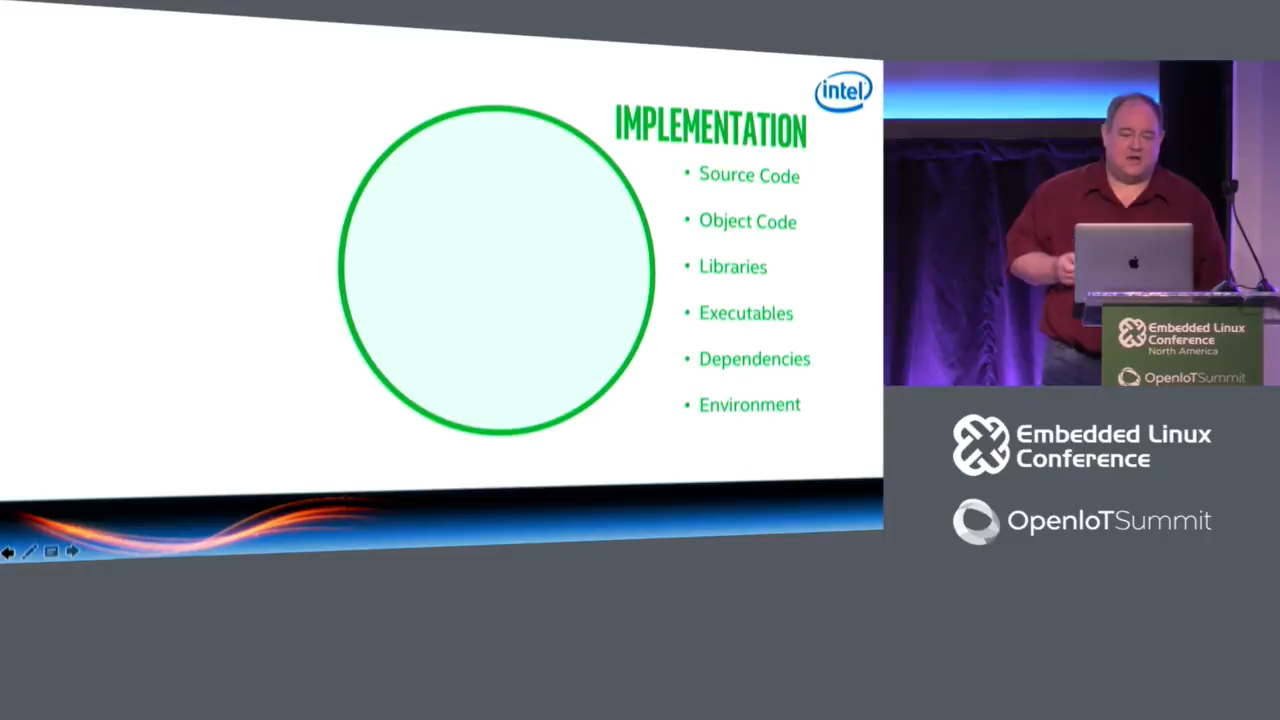 intel
IMPLEMENTATION
• Source Code
• Object Code
• Libraries
• Executables
• Dependencies
• Environment
Embedded Linux
Conference
North America
OpenIoTSummit
Embedded Linux
Conference
OpenIoTSummit